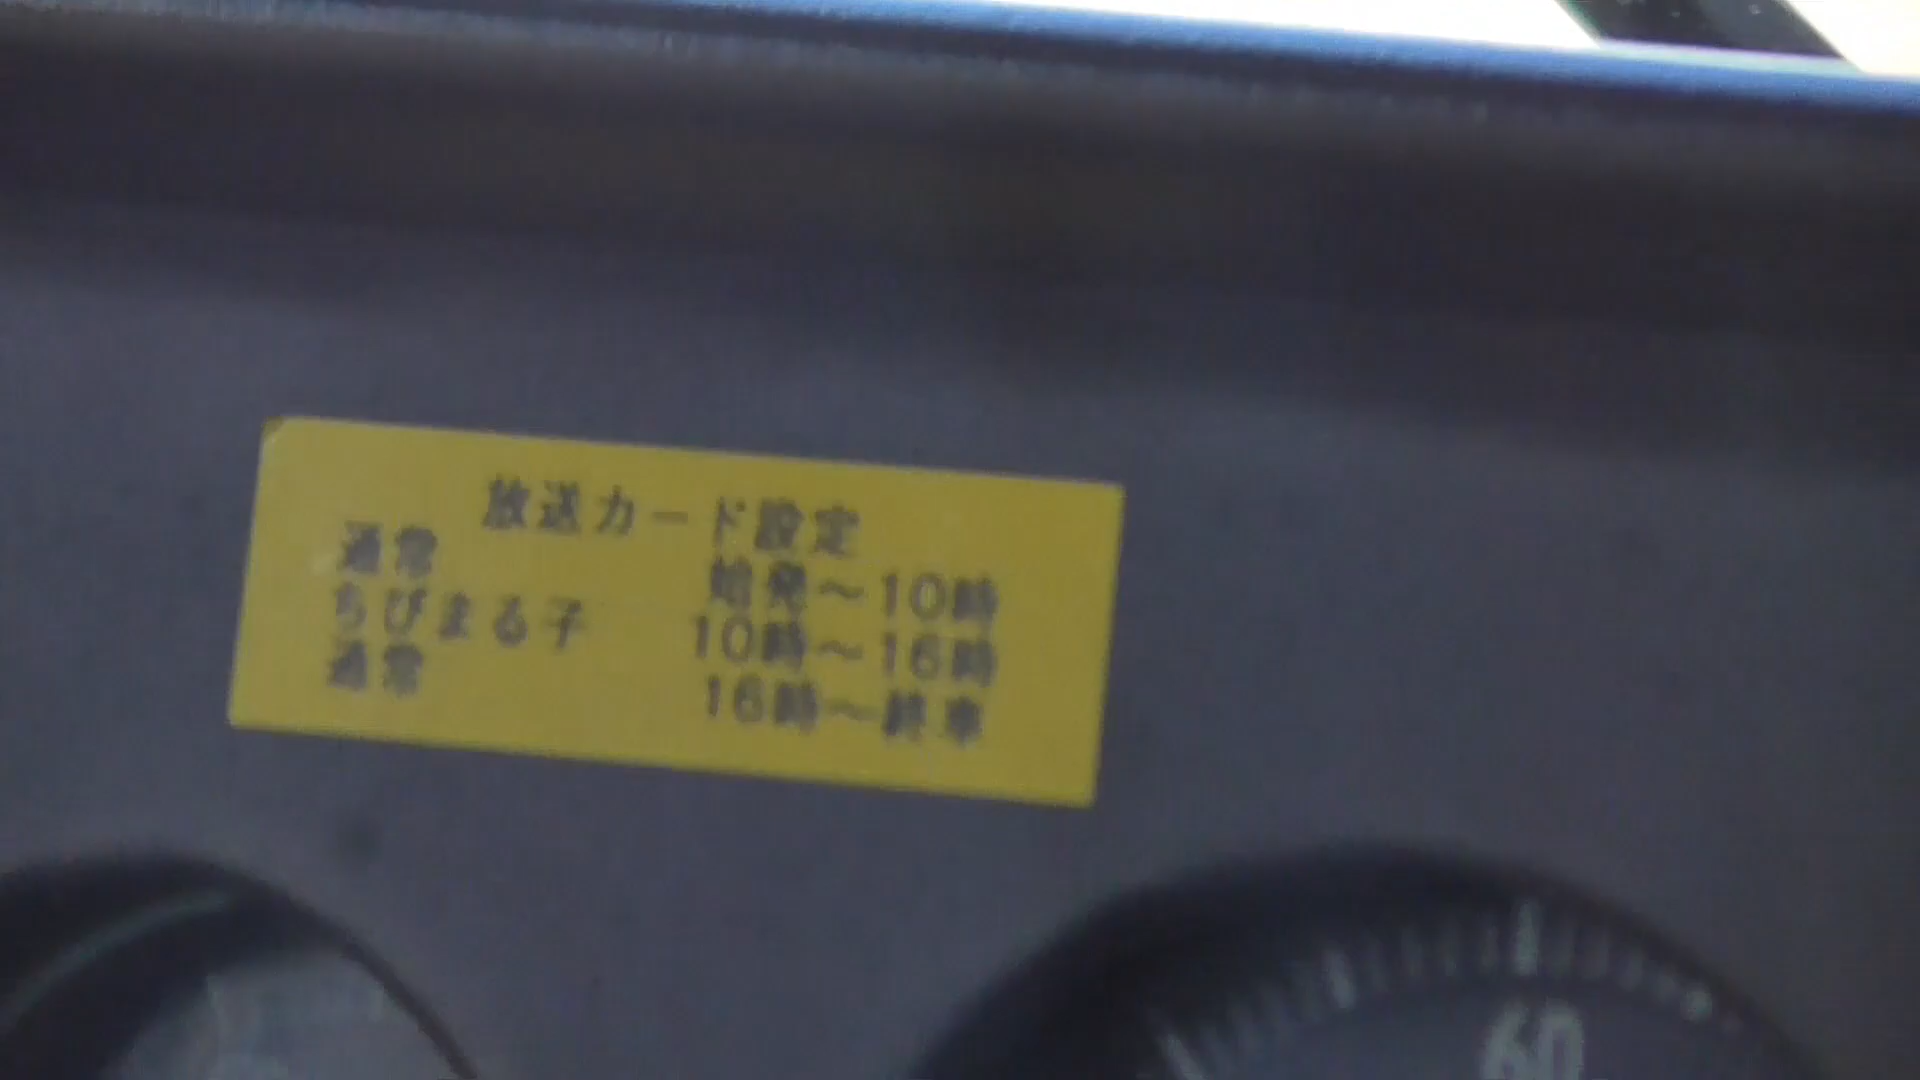 放送カード設定
通常 始発～10時
ちびまる子 10時～16時
通常 16時～終車
60